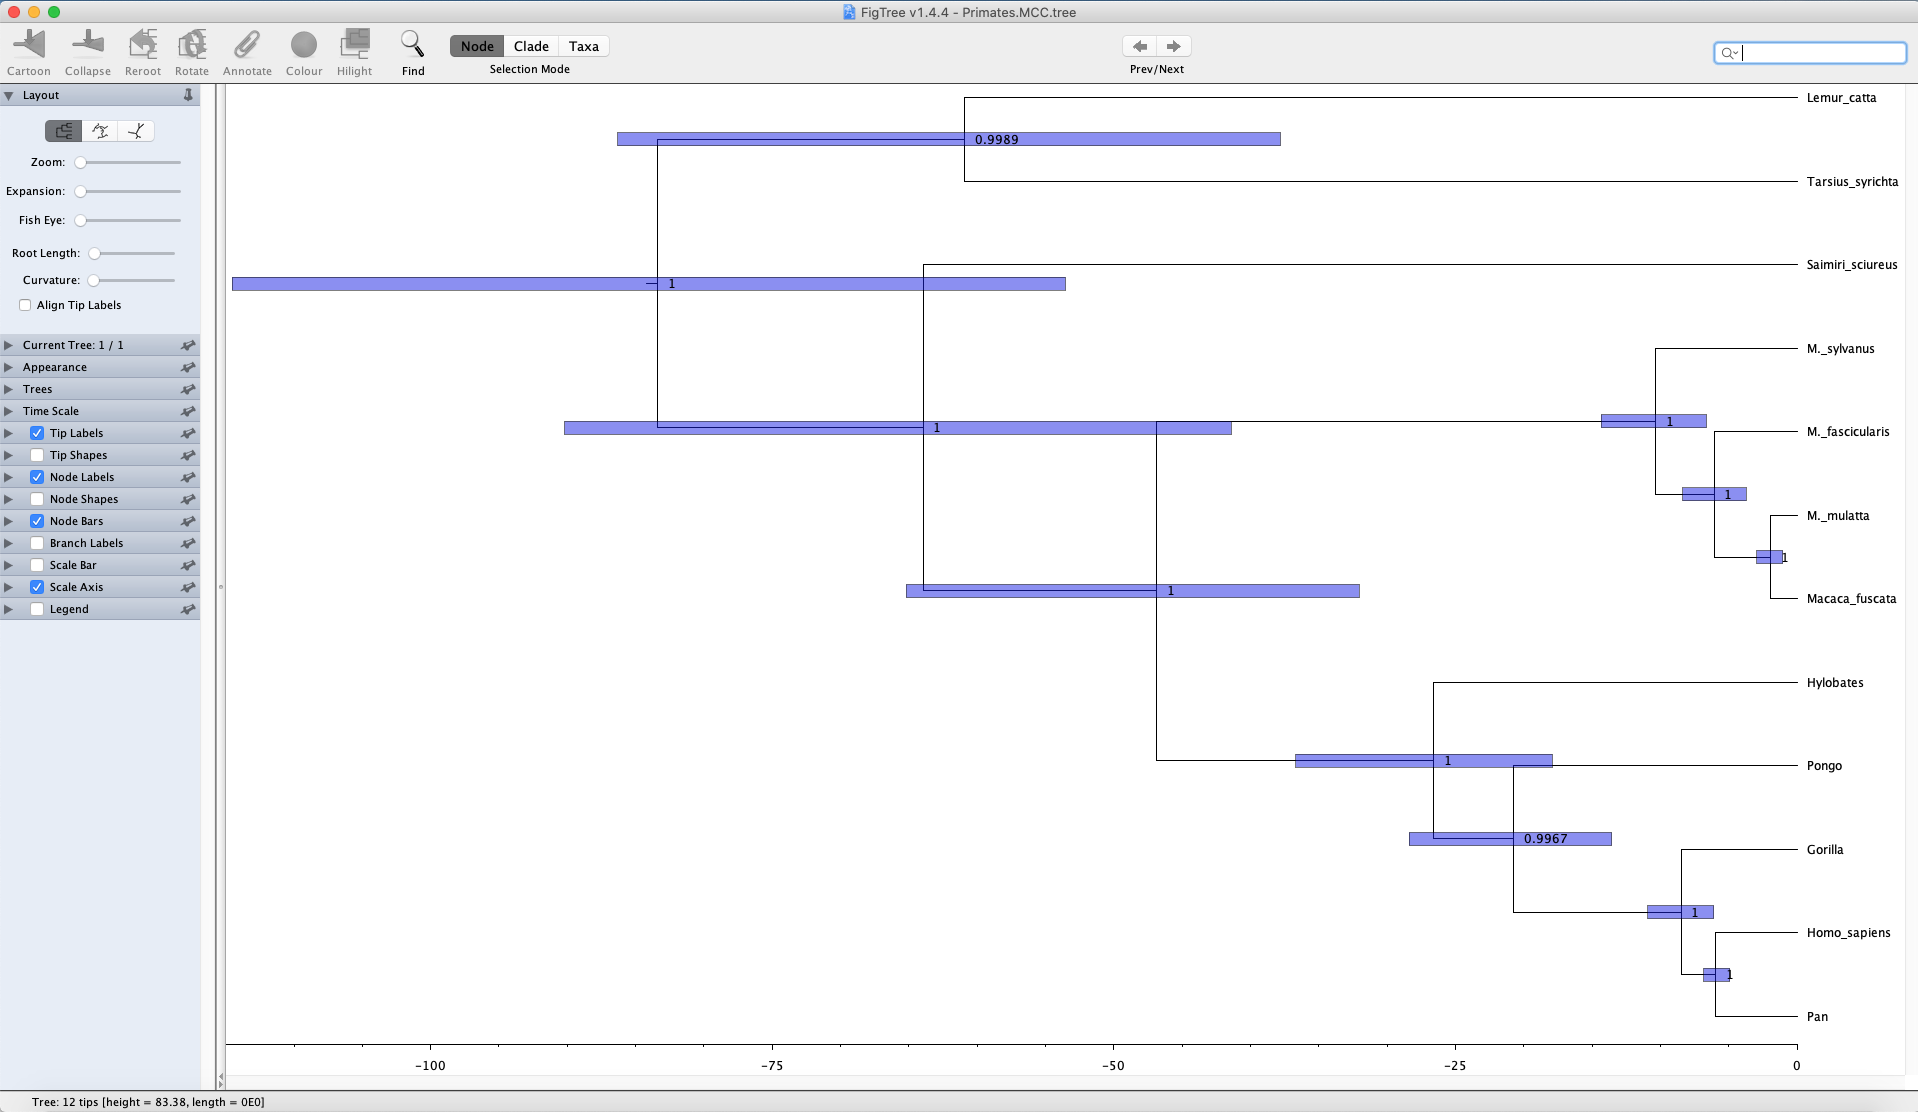 FigTree v1.4.4 - Primates.MCC.tree
Cartoon Collapse Reroot Rotate Annotate Colour Hilight Find
Node Clade Taxa
Selection Mode
Prev/Next
Layout
Zoom:
Expansion:
Fish Eye:
Root Length:
Curvature:
Align Tip Labels
Current Tree: 1 / 1
Appearance
Trees
Time Scale
Tip Labels
Tip Shapes
Node Labels
Node Shapes
Node Bars
Branch Labels
Scale Bar
Scale Axis
Legend
Lemur_catta
0.9989
Tarsius_syrichta
Saimiri_sciureus
1
M._sylvanus
1
1
M._fascicularis
1
M._mulatta
1
1
Macaca_fuscata
Hylobates
1
Pongo
0.9967
Gorilla
1
Homo_sapiens
1
Pan
-100 -75 -50 -25 0
Tree: 12 tips [height = 83.38, length = 0E0]